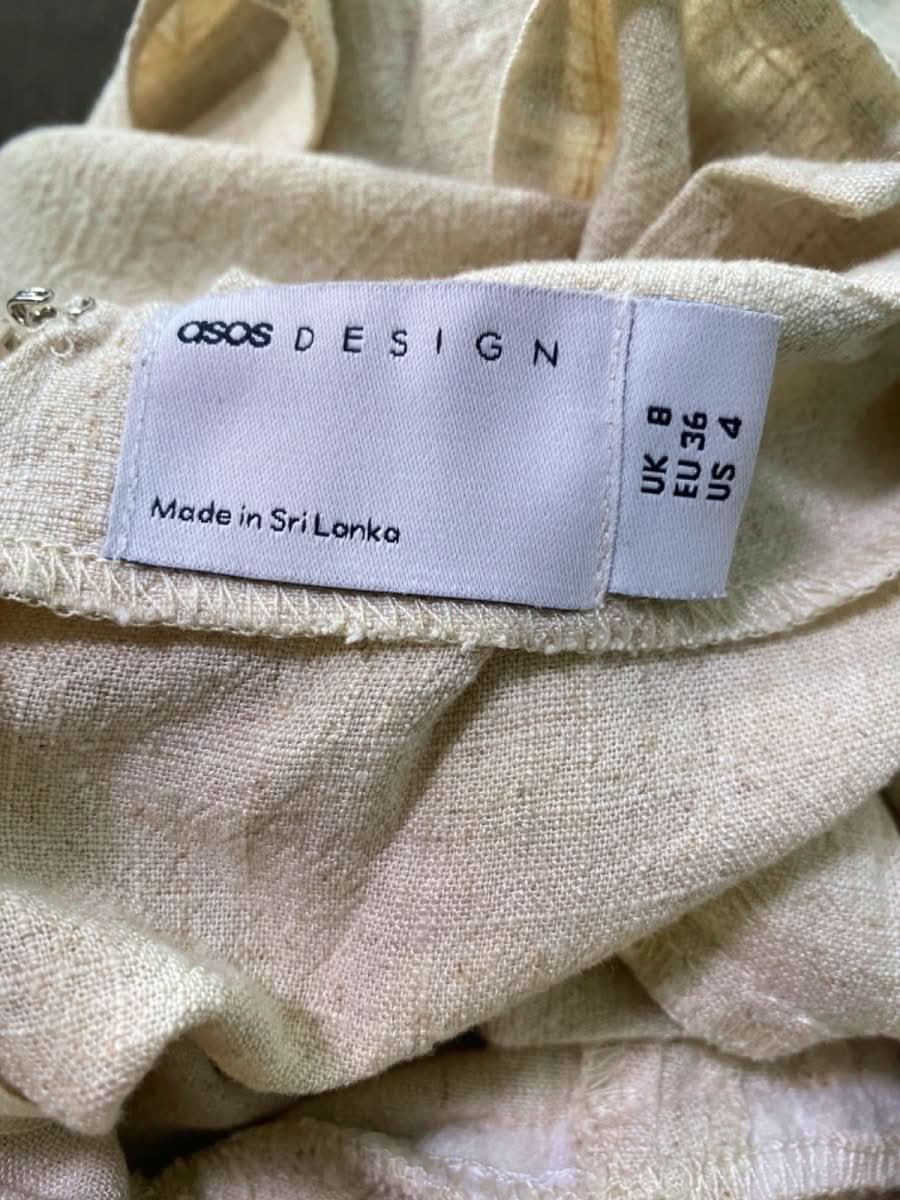 asos DESIGN
Made in Sri Lanka
UK 8
EU 36
US 4